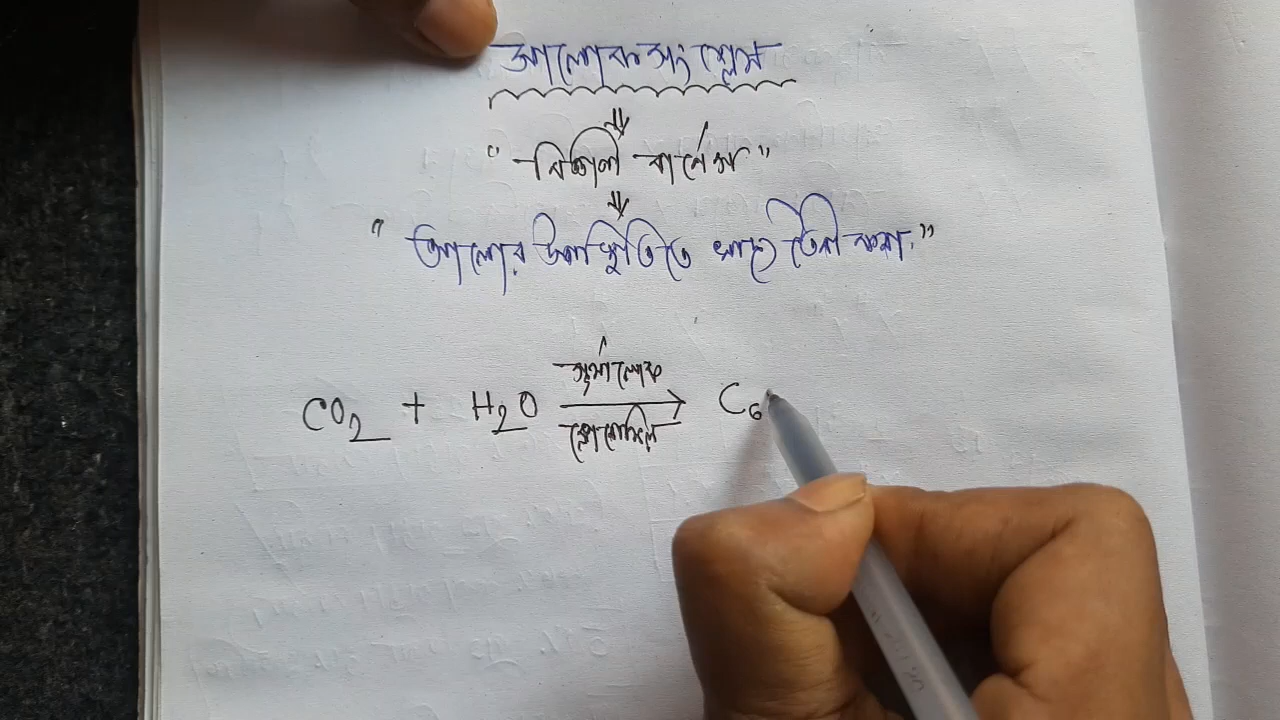 আলোকসংশ্লেষ
"বিজ্ঞানী বার্নেস"
"আলোর উপস্থিতিতে খাদ্য তৈরী করা."
সূর্যালোক
CO2 + H2O → C6
ক্লোরোফিল